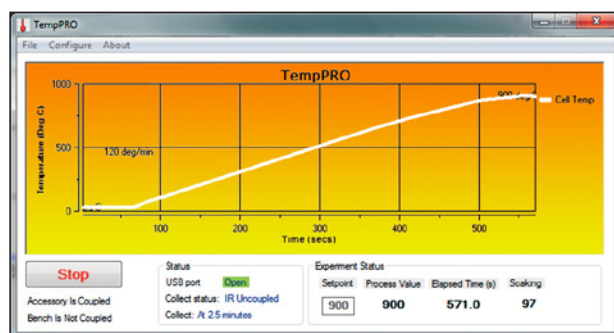 TempPRO
File Configure About
TempPRO
1000
500
0
Temperature (Deg C)
120 deg/min
900 deg
Cell Temp
100 200 300 400 500
Time (secs)
Stop
Accessory Is Coupled
Bench Is Not Coupled
Status
USB port Open
Collect status: IR Uncoupled
Collect: At 2.5 minutes
Experiment Status
Setpoint Process Value Elapsed Time (s) Soaking
900 900 571.0 97